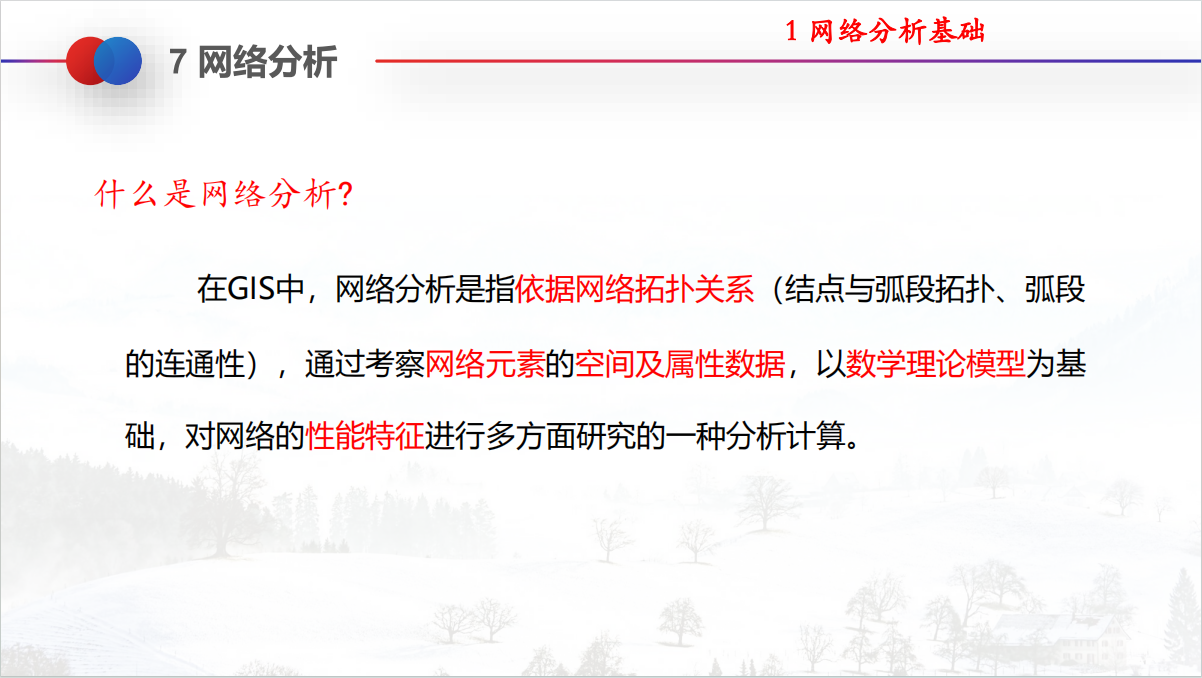 1 网络分析基础
7 网络分析
什么是网络分析?
在GIS中，网络分析是指依据网络拓扑关系（结点与弧段拓扑、弧段
的连通性），通过考察网络元素的空间及属性数据，以数学理论模型为基
础，对网络的性能特征进行多方面研究的一种分析计算。